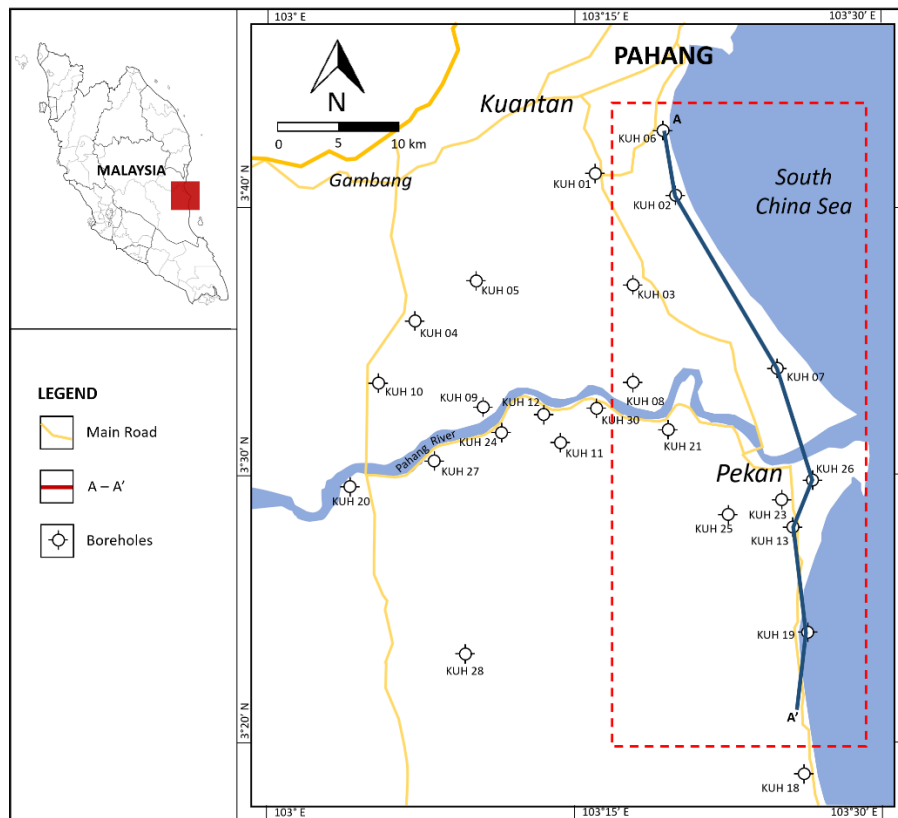 103° E
103°15′
103°30′
PAHANG
N
Kuantan
0
5
10 km
A
KUH 06
MALAYSIA
Gambang
KUH 01
South
China Sea
KUH 02
3°40′
KUH 05
KUH 03
KUH 04
KUH 07
LEGEND
KUH 10
KUH 09
KUH 12
KUH 08
KUH 30
Main Road
KUH 24
KUH 21
Pahang River
KUH 11
KUH 27
Pekan
KUH 26
3°30′
A – A’
KUH 20
KUH 23
KUH 25
KUH 13
Boreholes
KUH 19
KUH 28
A’
3°20′
KUH 18
103° E
103°15′
103°30′